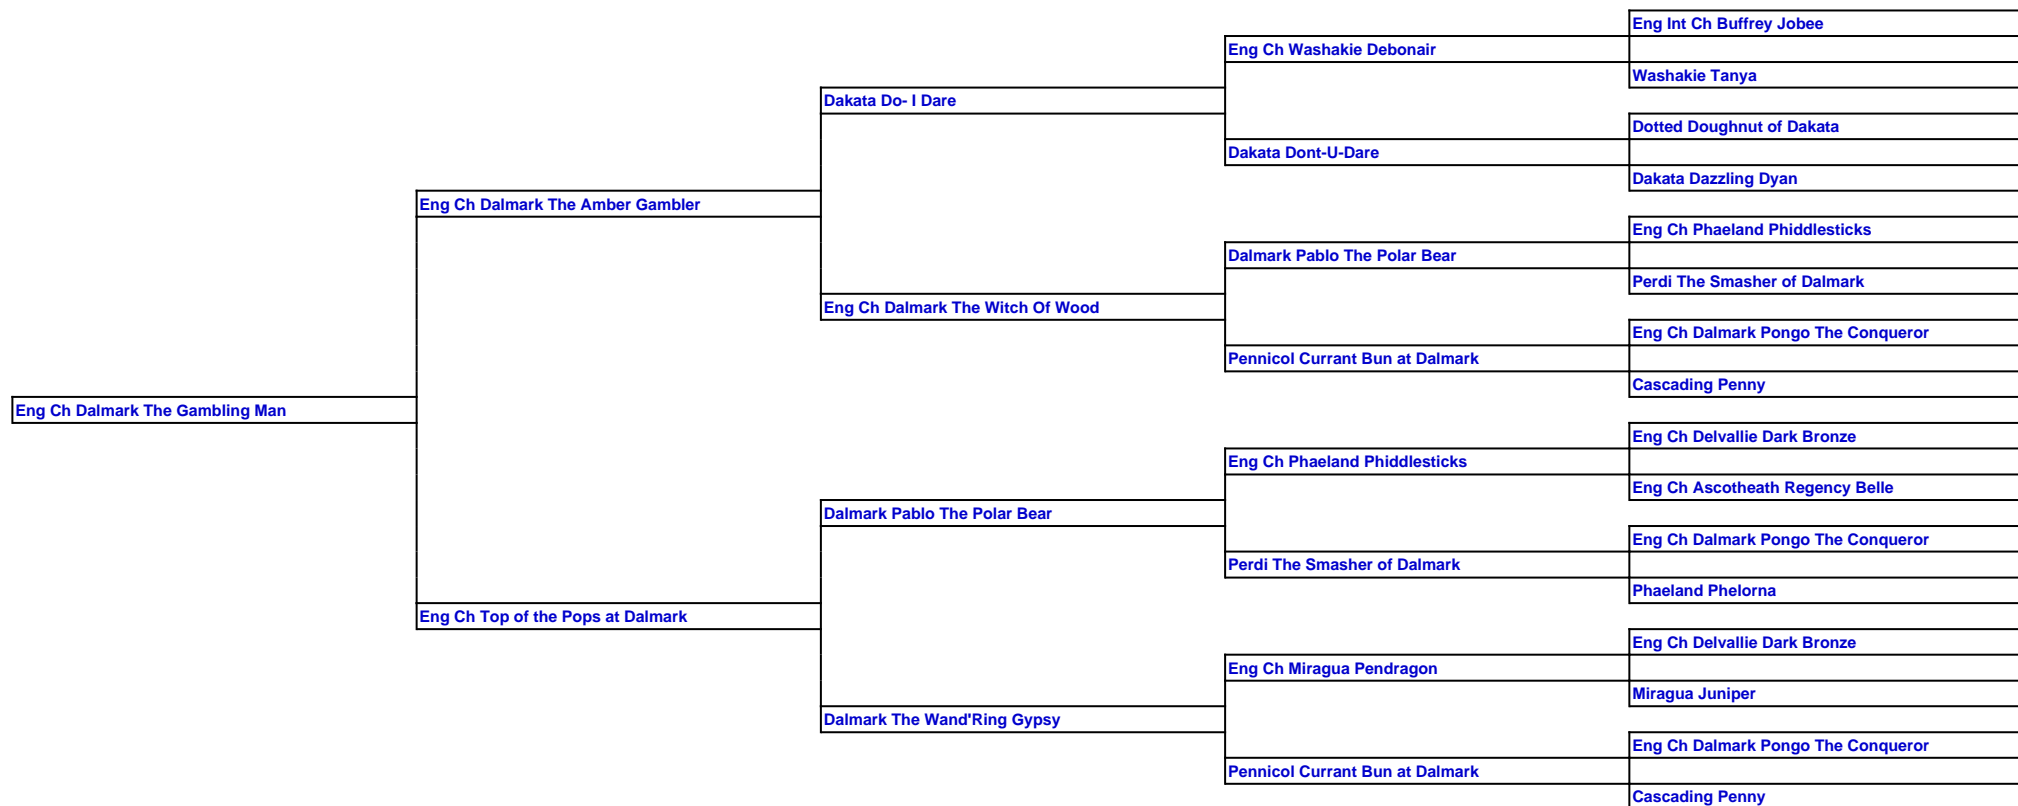 Eng Int Ch Buffrey Jobee
Eng Ch Washakie Debonair
Washakie Tanya
Dakata Do- I Dare
Dotted Doughnut of Dakata
Dakata Dont-U-Dare
Dakata Dazzling Dyan
Eng Ch Dalmark The Amber Gambler
Eng Ch Phaeland Phiddlesticks
Dalmark Pablo The Polar Bear
Perdi The Smasher of Dalmark
Eng Ch Dalmark The Witch Of Wood
Eng Ch Dalmark Pongo The Conqueror
Pennicol Currant Bun at Dalmark
Cascading Penny
Eng Ch Dalmark The Gambling Man
Eng Ch Delvallie Dark Bronze
Eng Ch Phaeland Phiddlesticks
Eng Ch Ascotheath Regency Belle
Dalmark Pablo The Polar Bear
Eng Ch Dalmark Pongo The Conqueror
Perdi The Smasher of Dalmark
Phaeland Phelorna
Eng Ch Top of the Pops at Dalmark
Eng Ch Delvallie Dark Bronze
Eng Ch Miragua Pendragon
Miragua Juniper
Dalmark The Wand'Ring Gypsy
Eng Ch Dalmark Pongo The Conqueror
Pennicol Currant Bun at Dalmark
Cascading Penny